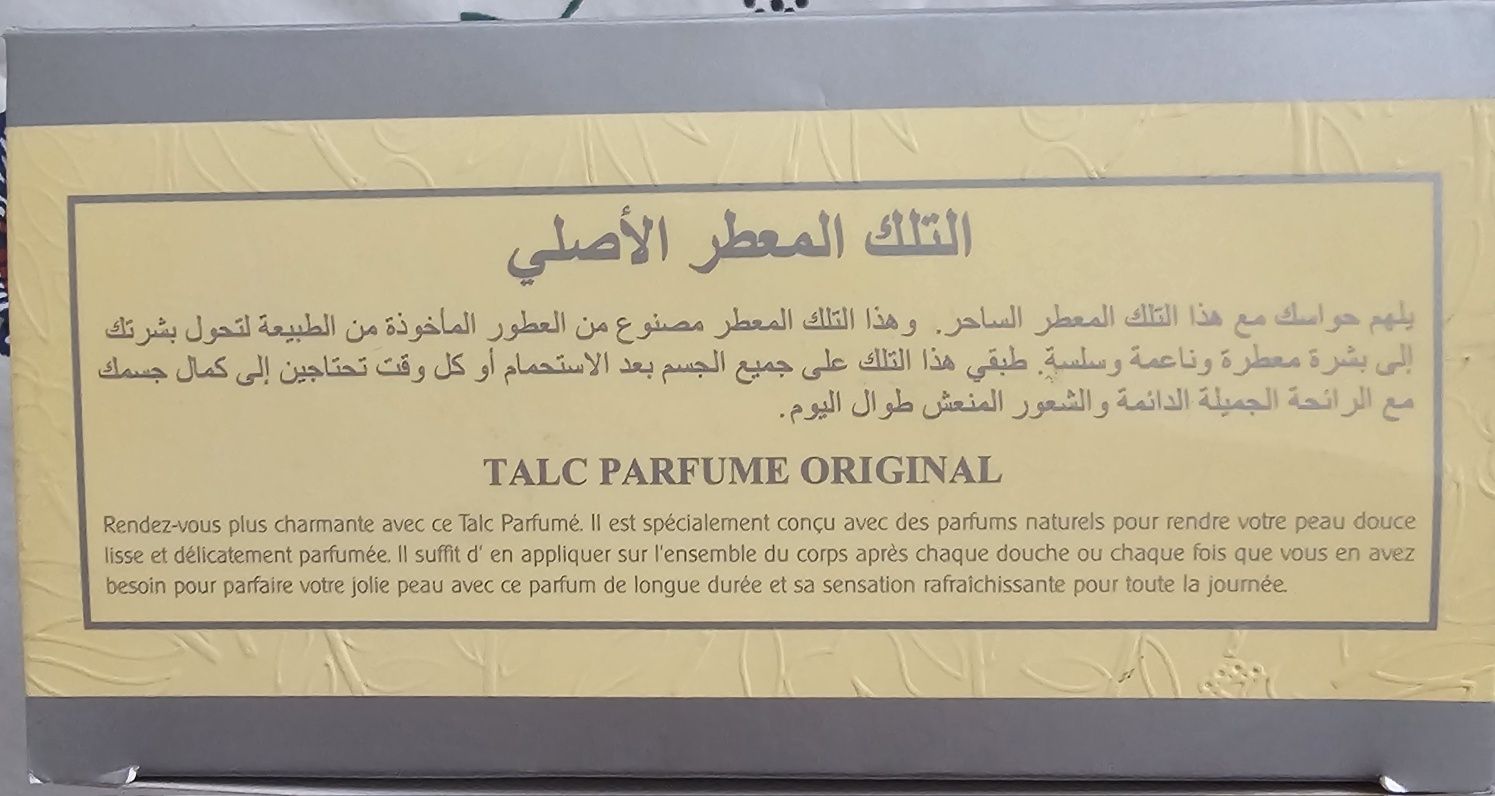 التلك المعطر الأصلي
يلهم حواسك مع هذا التلك المعطر الساحر. وهذا التلك المعطر مصنوع من العطور المأخوذة من الطبيعة لتحول بشرتك
إلى بشرة معطرة وناعمة وسلسة. طبقي هذا التلك على جميع الجسم بعد الاستحمام أو كل وقت تحتاجين إلى كمال جسمك
مع الرائحة الجميلة الدائمة والشعور المنعش طوال اليوم.
TALC PARFUME ORIGINAL
Rendez-vous plus charmante avec ce Talc Parfumé. Il est spécialement conçu avec des parfums naturels pour rendre votre peau douce
lisse et délicatement parfumée. Il suffit d' en appliquer sur l'ensemble du corps après chaque douche ou chaque fois que vous en avez
besoin pour parfaire votre jolie peau avec ce parfum de longue durée et sa sensation rafraîchissante pour toute la journée.